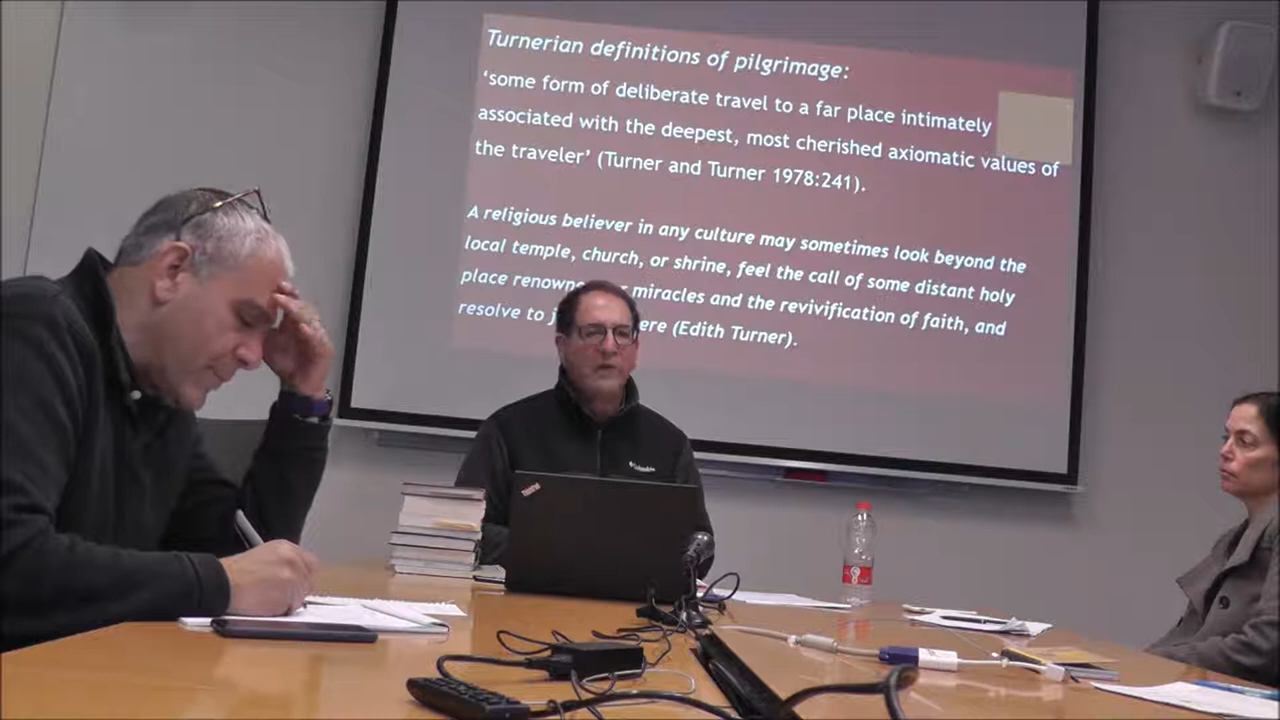 Turnerian definitions of pilgrimage:
‘some form of deliberate travel to a far place intimately
associated with the deepest, most cherished axiomatic values of
the traveler’ (Turner and Turner 1978:241).
A religious believer in any culture may sometimes look beyond the
local temple, church, or shrine, feel the call of some distant holy
place miracles and the revivification of faith, and
resolve to (Edith Turner).
Columbia
ThinkPad